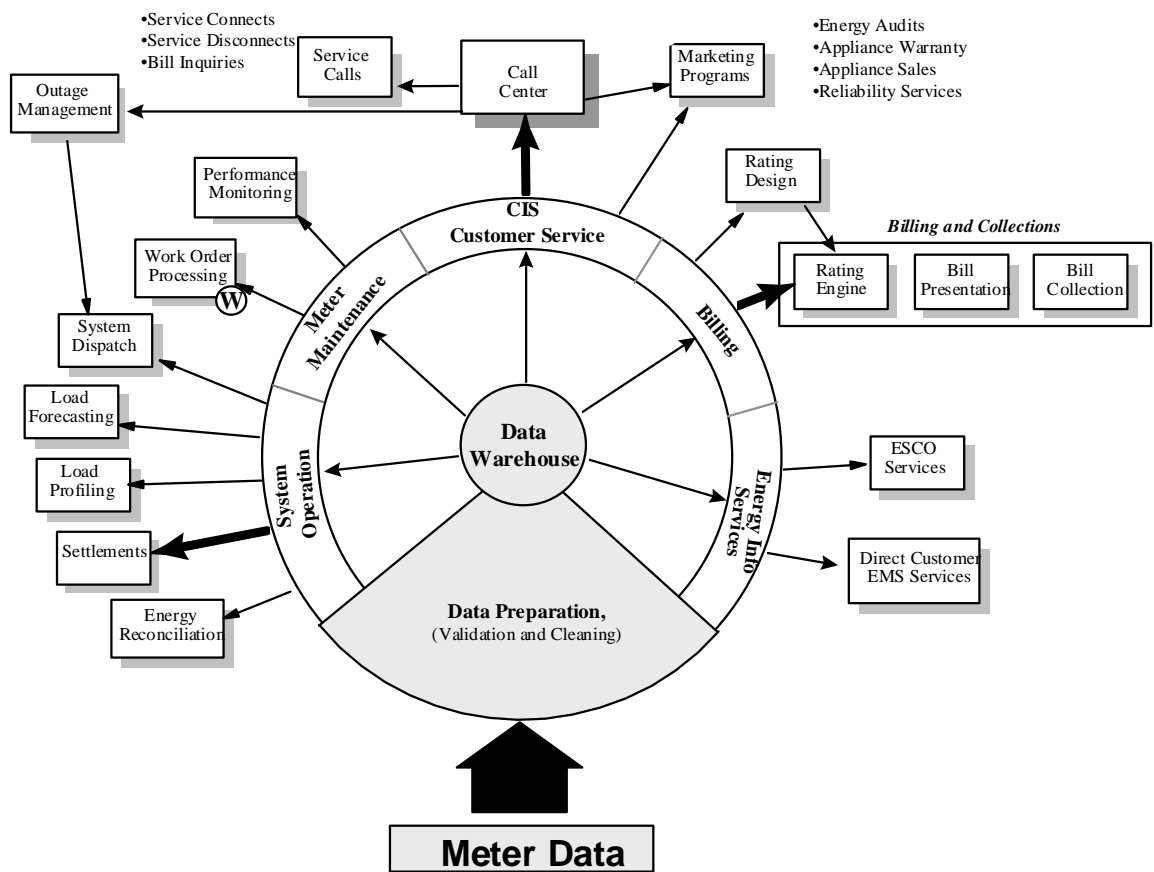 •Service Connects
•Service Disconnects
•Bill Inquiries
•Energy Audits
•Appliance Warranty
•Appliance Sales
•Reliability Services
Service
Calls
Call
Center
Marketing
Programs
Outage
Management
Performance
Monitoring
Rating
Design
CIS
Customer Service
Billing and Collections
Work Order
Processing
W
Meter
Maintenance
Billing
Rating
Engine
Bill
Presentation
Bill
Collection
System
Dispatch
Load
Forecasting
Data
Warehouse
ESCO
Services
Load
Profiling
System
Operation
Energy Info
Services
Settlements
Direct Customer
EMS Services
Energy
Reconciliation
Data Preparation,
(Validation and Cleaning)
Meter Data